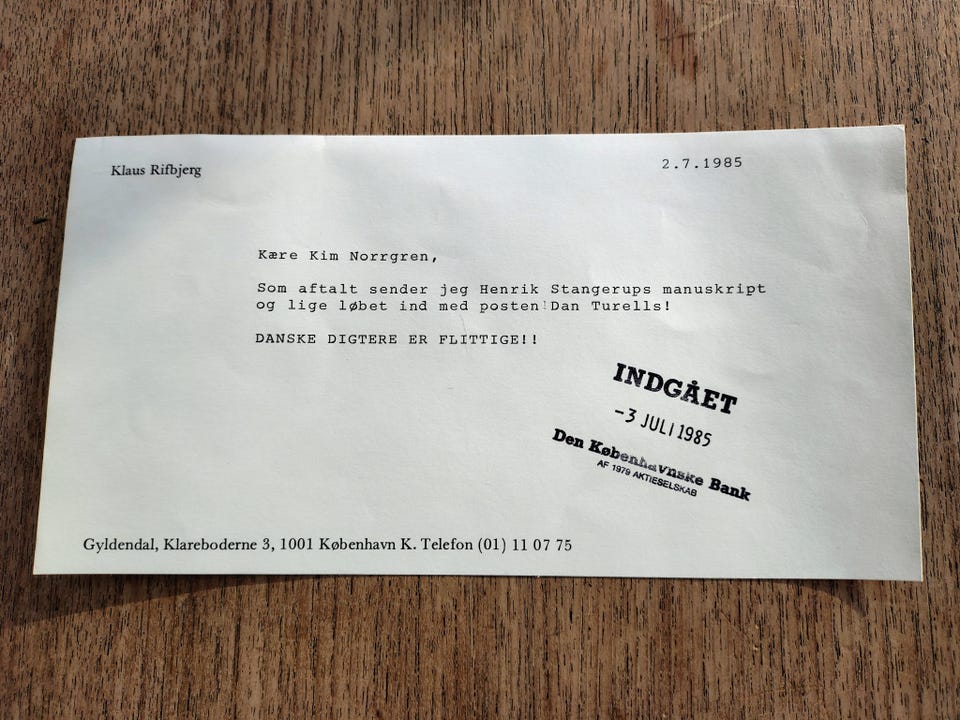 Klaus Rifbjerg
2.7.1985
Kære Kim Norrgren,
Som aftalt sender jeg Henrik Stangerups manuskript
og lige løbet ind med posten Dan Turells!
DANSKE DIGTERE ER FLITTIGE!!
INDGÅET
-3 JULI 1985
Den Københavnske Bank
AF 1979 AKTIESELSKAB
Gyldendal, Klareboderne 3, 1001 København K. Telefon (01) 11 07 75